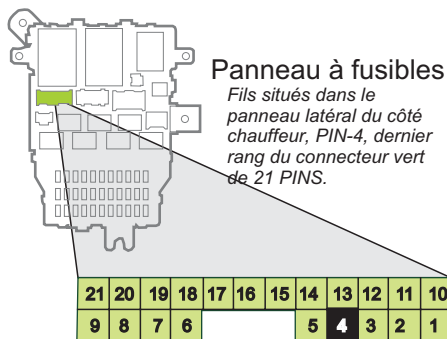 Panneau à fusibles
Fils situés dans le
panneau latéral du côté
chauffeur, PIN-4, dernier
rang du connecteur vert
de 21 PINS.
21 20 19 18 17 16 15 14 13 12 11 10
9 8 7 6 5 4 3 2 1